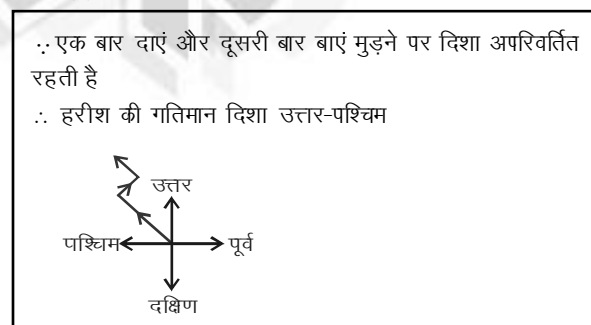 ∵ एक बार दाएं और दूसरी बार बाएं मुड़ने पर दिशा अपरिवर्तित
रहती है
∴ हरीश की गतिमान दिशा उत्तर-पश्चिम
उत्तर
पश्चिम
पूर्व
दक्षिण